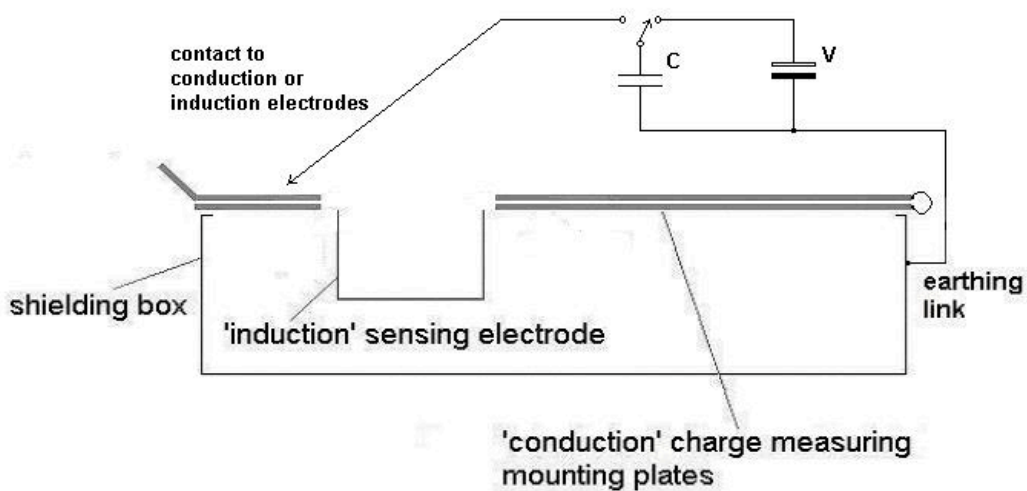 contact to
conduction or
induction electrodes
C
V
shielding box
'induction' sensing electrode
earthing
link
'conduction' charge measuring
mounting plates